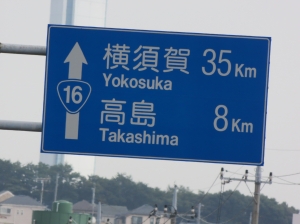 横須賀 35Km
Yokosuka
16
高島 8Km
Takashima